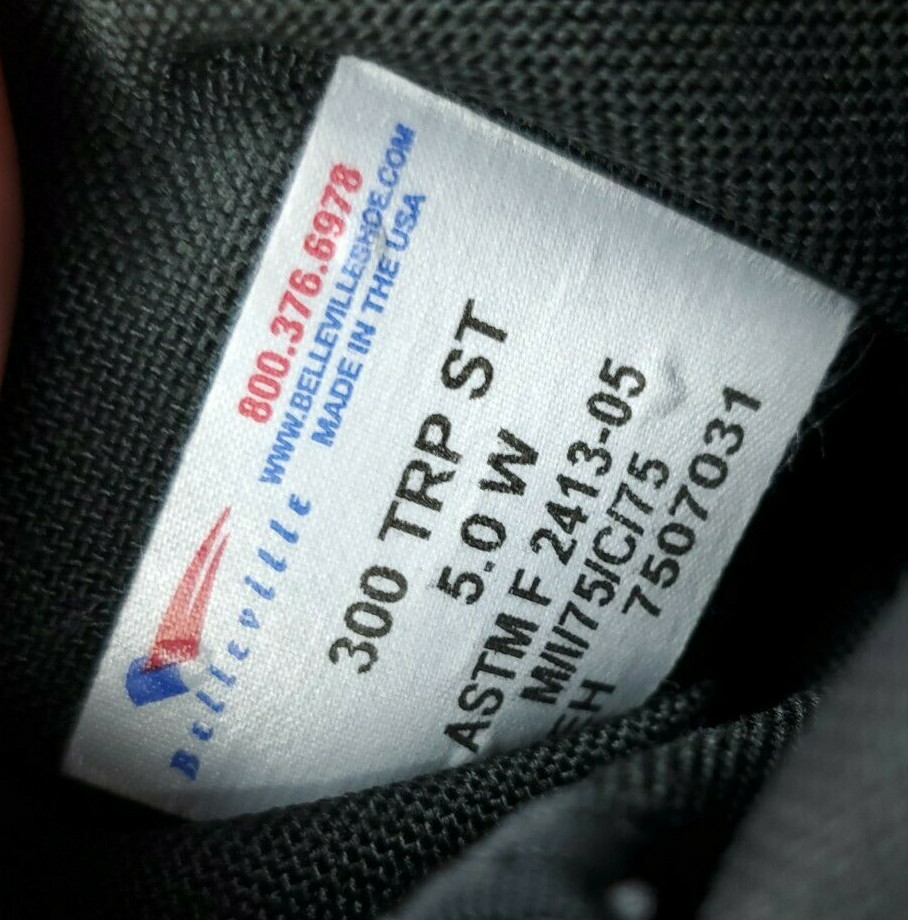 Belleville
800.376.6978
WWW.BELLEVILLESHOE.COM
MADE IN THE USA
300 TRP ST
5.0 W
ASTM F 2413-05
M/I/75/C/75
EH 7507031